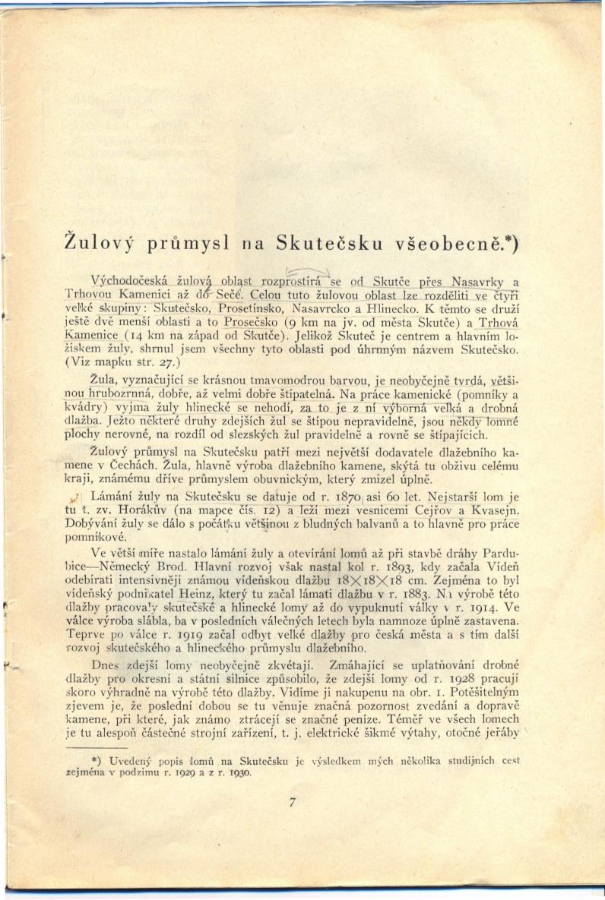 Žulový průmysl na Skutečsku všeobecně.*)
Východočeská žulová oblast rozprostírá se od Skutče přes Nasavrky a
Trhovou Kamenici až do Seče. Celou tuto žulovou oblast lze rozděliti ve čtyři
velké skupiny: Skutečsko, Prosetínsko, Nasavrcko a Hlinecko. K těmto se druží
ještě dvě menší oblasti a to Prosečsko (9 km na jv. od města Skutče) a Trhová
Kamenice (14 km na západ od Skutče). Jelikož Skuteč je centrem a hlavním lo-
žiskem žuly, shrnul jsem všechny tyto oblasti pod úhrnným názvem Skutečsko.
(Viz mapku str. 27.)
Žula, vyznačující se krásnou tmavomodrou barvou, je neobyčejně tvrdá, větši-
nou hrubozrnná, dobře, až velmi dobře štípatelná. Na práce kamenické (pomníky a
kvádry) vyjma žuly hlinecké se nehodí, za to je z ní výborná velká a drobná
dlažba. Ježto některé druhy zdejších žul se štípou nepravidelně, jsou někdy lomné
plochy nerovné, na rozdíl od slezských žul pravidelně a rovně se štípajících.
Žulový průmysl na Skutečsku patří mezi největší dodavatele dlažebního ka-
mene v Čechách. Žula, hlavně výroba dlažebního kamene, skýtá tu obživu celému
kraji, známému dříve průmyslem obuvnickým, který zmizel úplně.
Lámání žuly na Skutečsku se datuje od r. 1870 asi 60 let. Nejstarší lom je
tu t. zv. Horákův (na mapce čís. 12) a leží mezi vesnicemi Cejřov a Kvasejn.
Dobývání žuly se dálo s počátku většinou z bludných balvanů a to hlavně pro práce
pomníkové.
Ve větší míře nastalo lámání žuly a otevírání lomů až při stavbě dráhy Pardu-
bice—Německý Brod. Hlavní rozvoj však nastal kol r. 1893, kdy začala Vídeň
odebírati intensivněji známou vídeňskou dlažbu 18×18×18 cm. Zejména to byl
vídeňský podnikatel Heinz, který tu začal lámati dlažbu v r. 1883. Na výrobě této
dlažby pracovaly skutečské a hlinecké lomy až do vypuknutí války v r. 1914. Ve
válce výroba slábla, ba v posledních válečných letech byla namnoze úplně zastavena.
Teprve po válce r. 1919 začal odbyt velké dlažby pro česká města a s tím další
rozvoj skutečského a hlineckého průmyslu dlažebního.
Dnes zdejší lomy neobyčejně zkvétají. Zmáhající se uplatňování drobné
dlažby pro okresní a státní silnice způsobilo, že zdejší lomy od r. 1928 pracují
skoro výhradně na výrobě této dlažby. Vidíme ji nakupenu na obr. 1. Potěšitelným
zjevem je, že poslední dobou se tu věnuje značná pozornost zvedání a dopravě
kamene, při které, jak známo ztrácejí se značné peníze. Téměř ve všech lomech
je tu alespoň částečné strojní zařízení, t. j. elektrické šikmé výtahy, otočné jeřáby
*) Uvedený popis lomů na Skutečsku je výsledkem mých několika studijních cest
zejména v podzimu r. 1929 a z r. 1930.
7